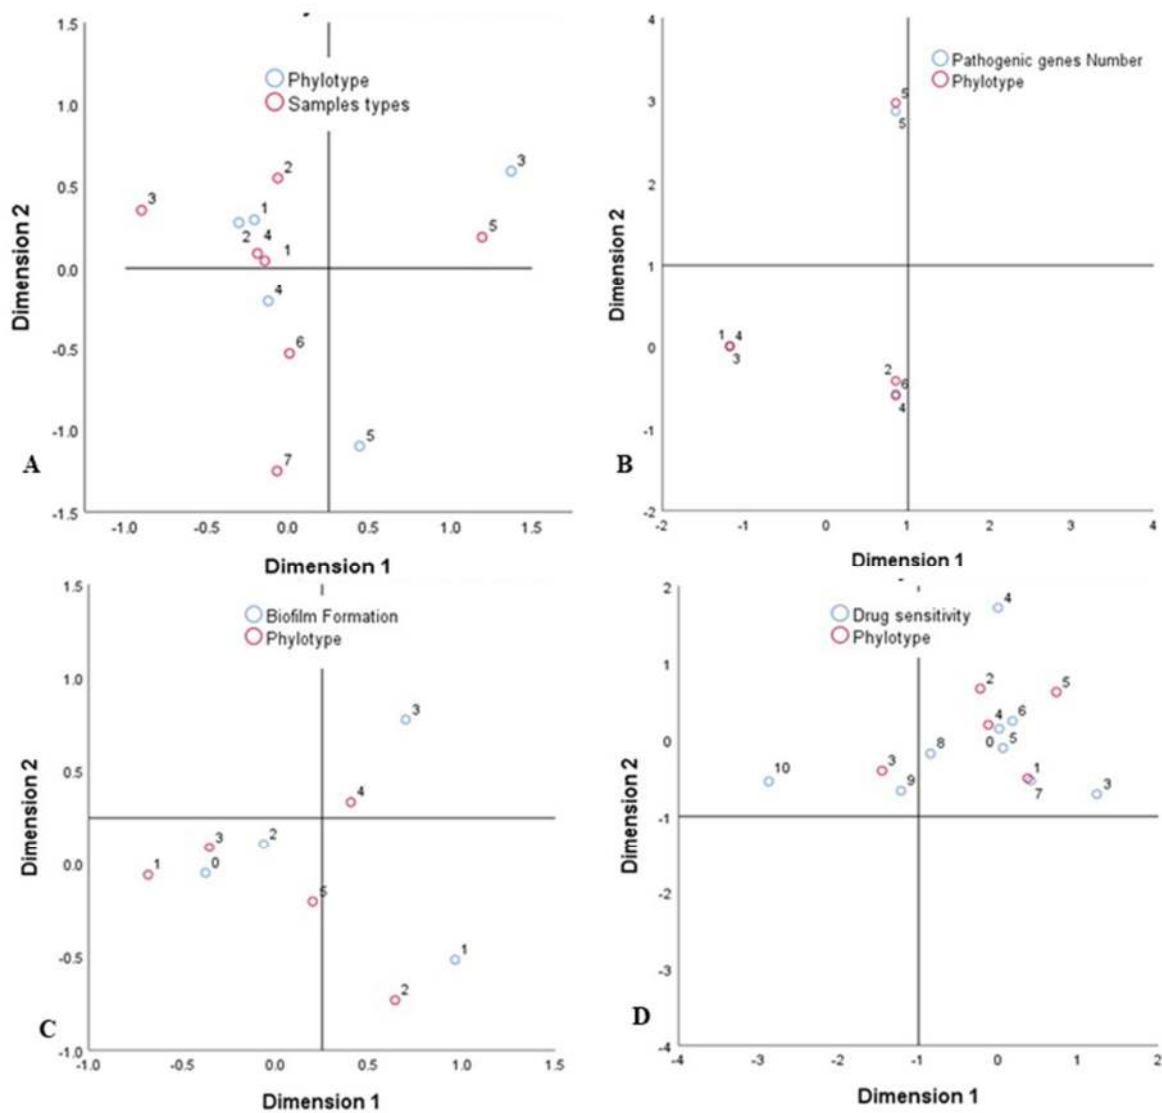 1.5
1.0
0.5
0.0
-0.5
-1.0
-1.5
Dimension 2
Phylotype
Samples types
2
3
3
1
5
2 4 1
4
6
5
7
A
-1.0 -0.5 0.0 0.5 1.0 1.5
Dimension 1
4
3
2
1
0
-1
-2
Dimension 2
Pathogenic genes Number
Phylotype
5
5
1 4
3
2
6
4
B
-2 -1 0 1 2 3 4
Dimension 1
1.5
1.0
0.5
0.0
-0.5
-1.0
Dimension 2
Biofilm Formation
Phylotype
3
4
2
3
0
1
5
1
2
C
-1.0 -0.5 0.0 0.5 1.0 1.5
Dimension 1
2
1
0
-1
-2
-3
-4
Dimension 2
Drug sensitivity
Phylotype
4
2
5
4 6
0 5
8
3
10
9
1
7
3
D
-4 -3 -2 -1 0 1 2
Dimension 1